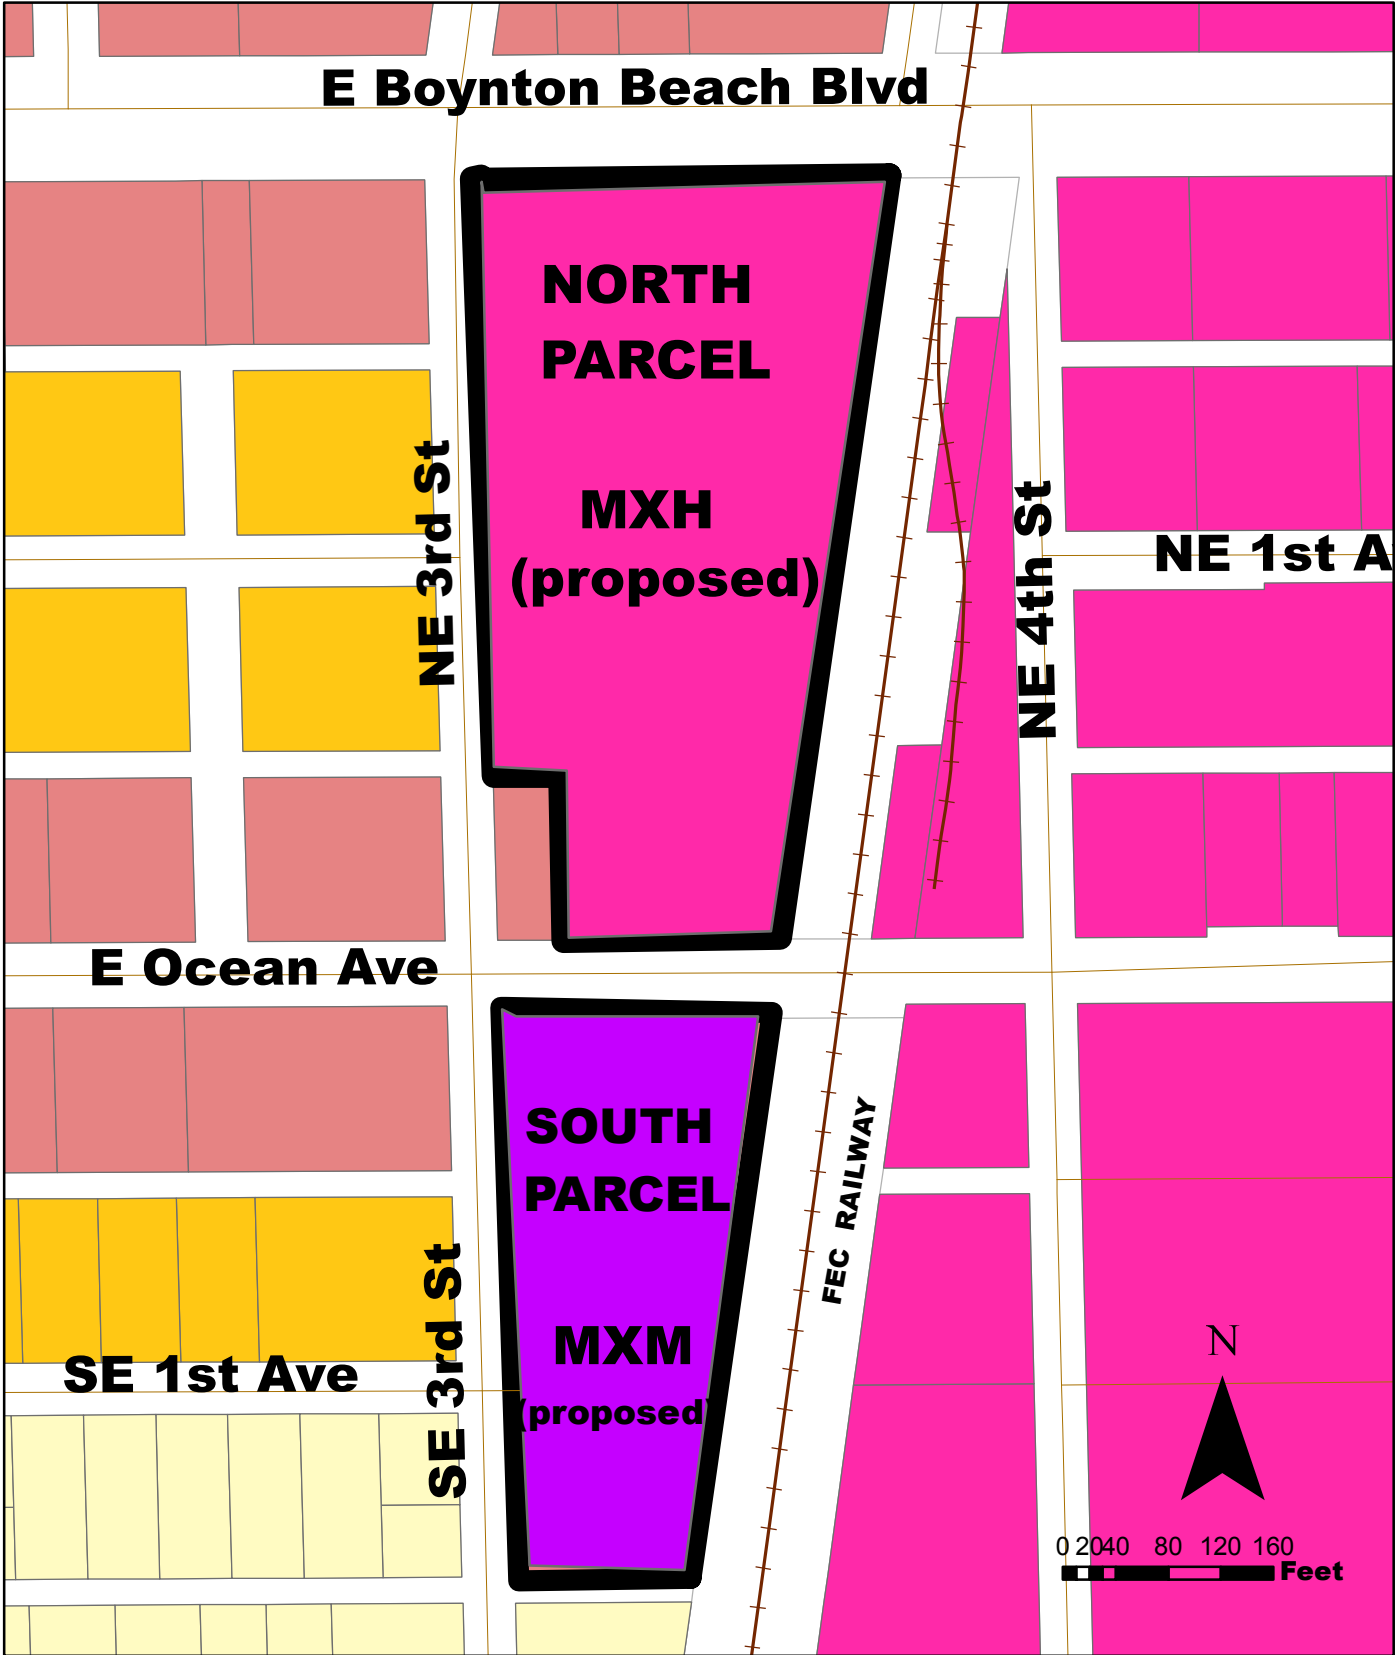 E Boynton Beach Blvd
NORTH
PARCEL
MXH
(proposed)
NE 3rd St
NE 4th St
NE 1st A
E Ocean Ave
SOUTH
PARCEL
MXM
(proposed)
FEC RAILWAY
SE 3rd St
SE 1st Ave
N
0 20 40 80 120 160
Feet